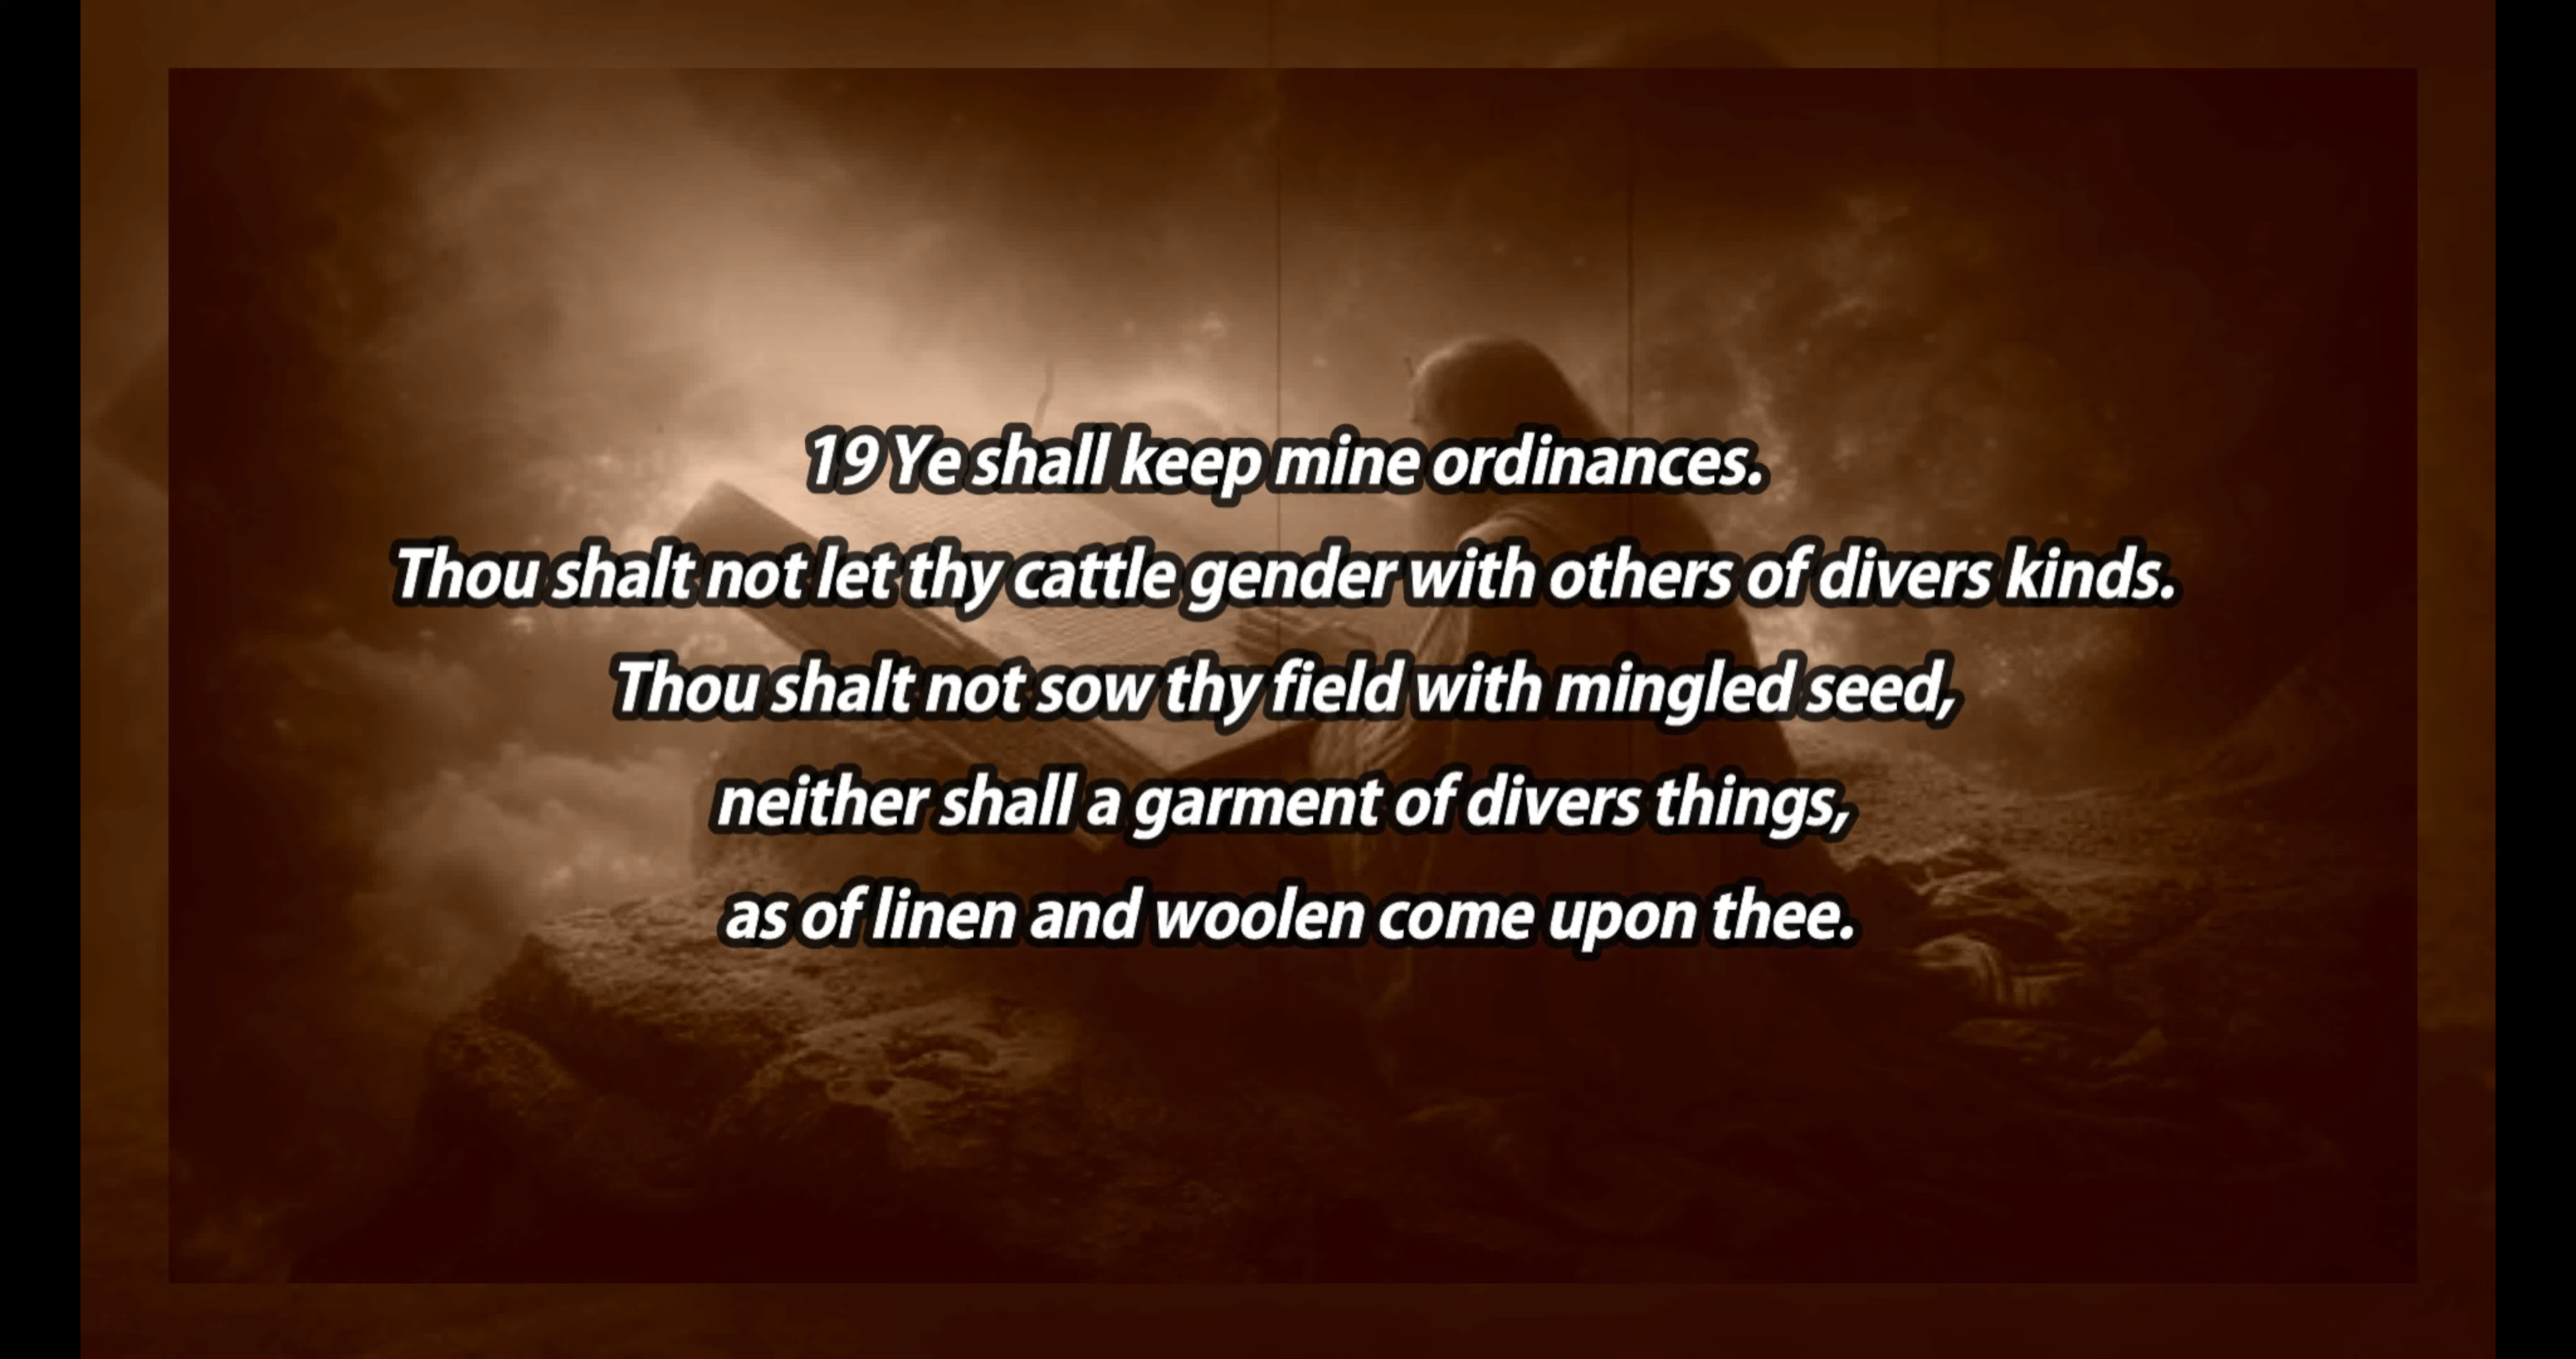 19 Ye shall keep mine ordinances.
Thou shalt not let thy cattle gender with others of divers kinds.
Thou shalt not sow thy field with mingled seed,
neither shall a garment of divers things,
as of linen and woolen come upon thee.